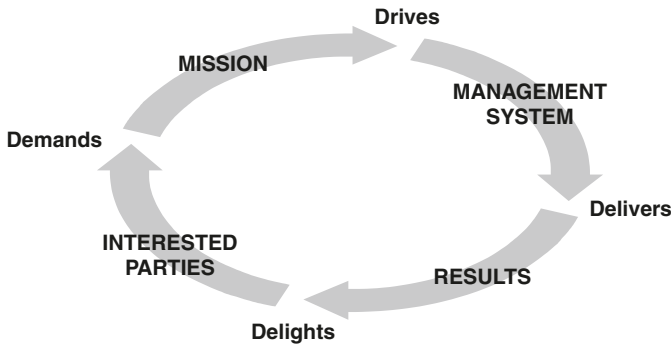 Drives
MISSION
MANAGEMENT
SYSTEM
Demands
Delivers
INTERESTED
PARTIES
RESULTS
Delights